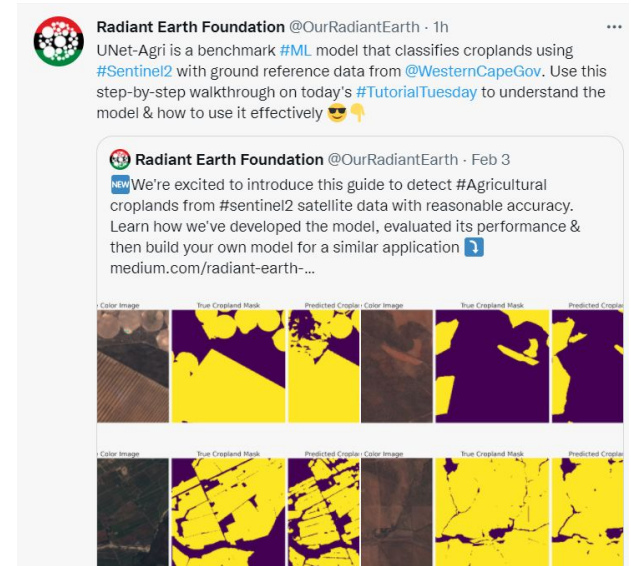 Radiant Earth Foundation @OurRadiantEarth · 1h
UNet-Agri is a benchmark #ML model that classifies croplands using
#Sentinel2 with ground reference data from @WesternCapeGov. Use this
step-by-step walkthrough on today's #TutorialTuesday to understand the
model & how to use it effectively 😎👇
Radiant Earth Foundation @OurRadiantEarth · Feb 3
🆕We're excited to introduce this guide to detect #Agricultural
croplands from #sentinel2 satellite data with reasonable accuracy.
Learn how we've developed the model, evaluated its performance &
then build your own model for a similar application ⤵️
medium.com/radiant-earth-…
Color Image True Cropland Mask Predicted Cropla Color Image True Cropland Mask Predicted Cropla
Color Image True Cropland Mask Predicted Cropla Color Image True Cropland Mask Predicted Cropla